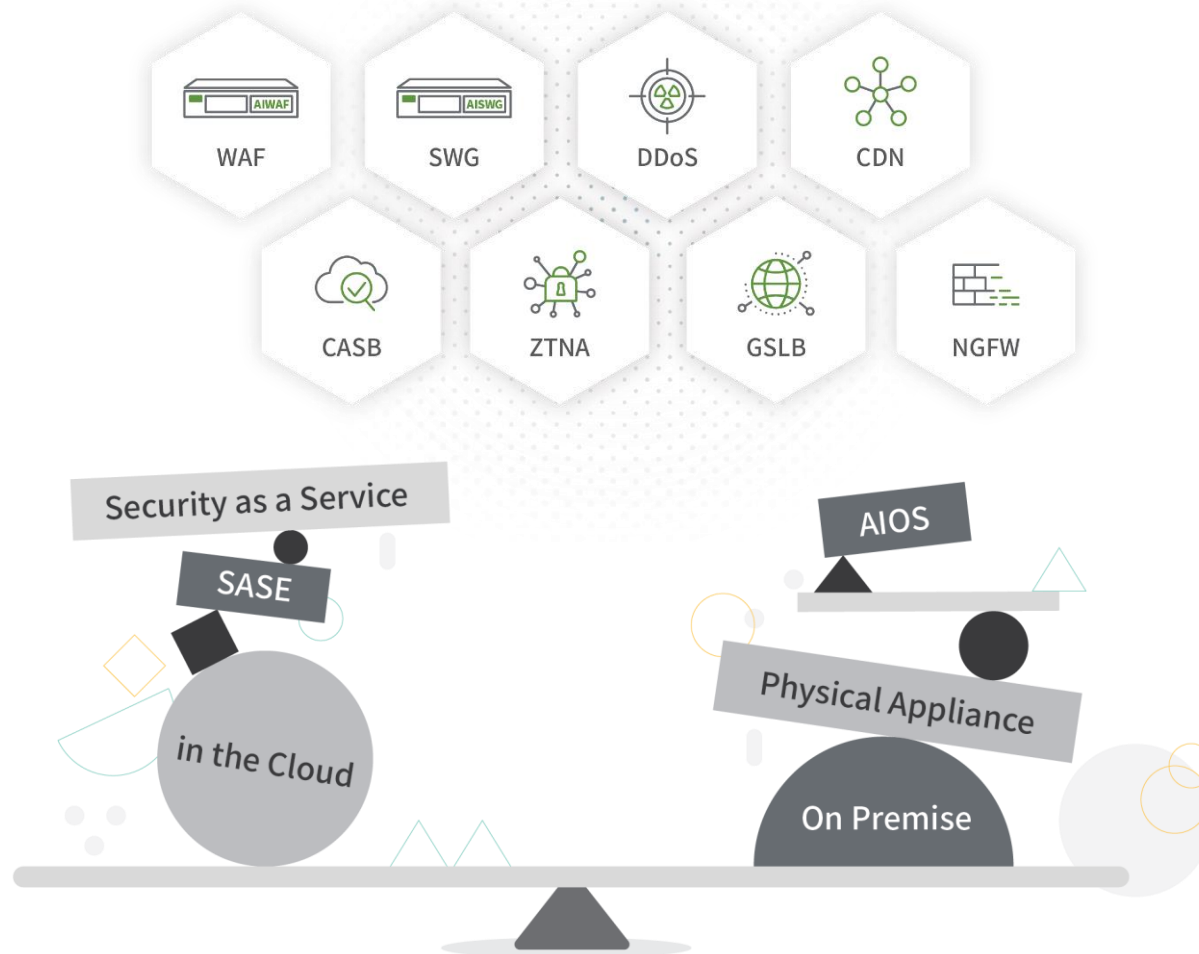 AIWAF
WAF
AISWG
SWG
DDoS
CDN
CASB
ZTNA
GSLB
NGFW
Security as a Service
SASE
in the Cloud
AIOS
Physical Appliance
On Premise